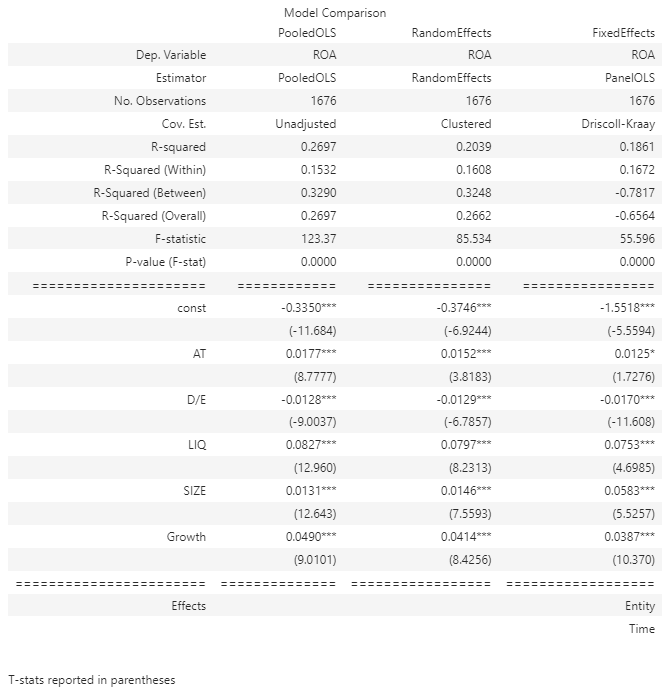 Model Comparison
PooledOLS RandomEffects FixedEffects
Dep. Variable ROA ROA ROA
Estimator PooledOLS RandomEffects PanelOLS
No. Observations 1676 1676 1676
Cov. Est. Unadjusted Clustered Driscoll-Kraay
R-squared 0.2697 0.2039 0.1861
R-Squared (Within) 0.1532 0.1608 0.1672
R-Squared (Between) 0.3290 0.3248 -0.7817
R-Squared (Overall) 0.2697 0.2662 -0.6564
F-statistic 123.37 85.534 55.596
P-value (F-stat) 0.0000 0.0000 0.0000
===================== ============ =============== ================
const -0.3350*** -0.3746*** -1.5518***
(-11.684) (-6.9244) (-5.5594)
AT 0.0177*** 0.0152*** 0.0125*
(8.7777) (3.8183) (1.7276)
D/E -0.0128*** -0.0129*** -0.0170***
(-9.0037) (-6.7857) (-11.608)
LIQ 0.0827*** 0.0797*** 0.0753***
(12.960) (8.2313) (4.6985)
SIZE 0.0131*** 0.0146*** 0.0583***
(12.643) (7.5593) (5.5257)
Growth 0.0490*** 0.0414*** 0.0387***
(9.0101) (8.4256) (10.370)
======================= ============== ================= ==================
Effects Entity
Time
T-stats reported in parentheses